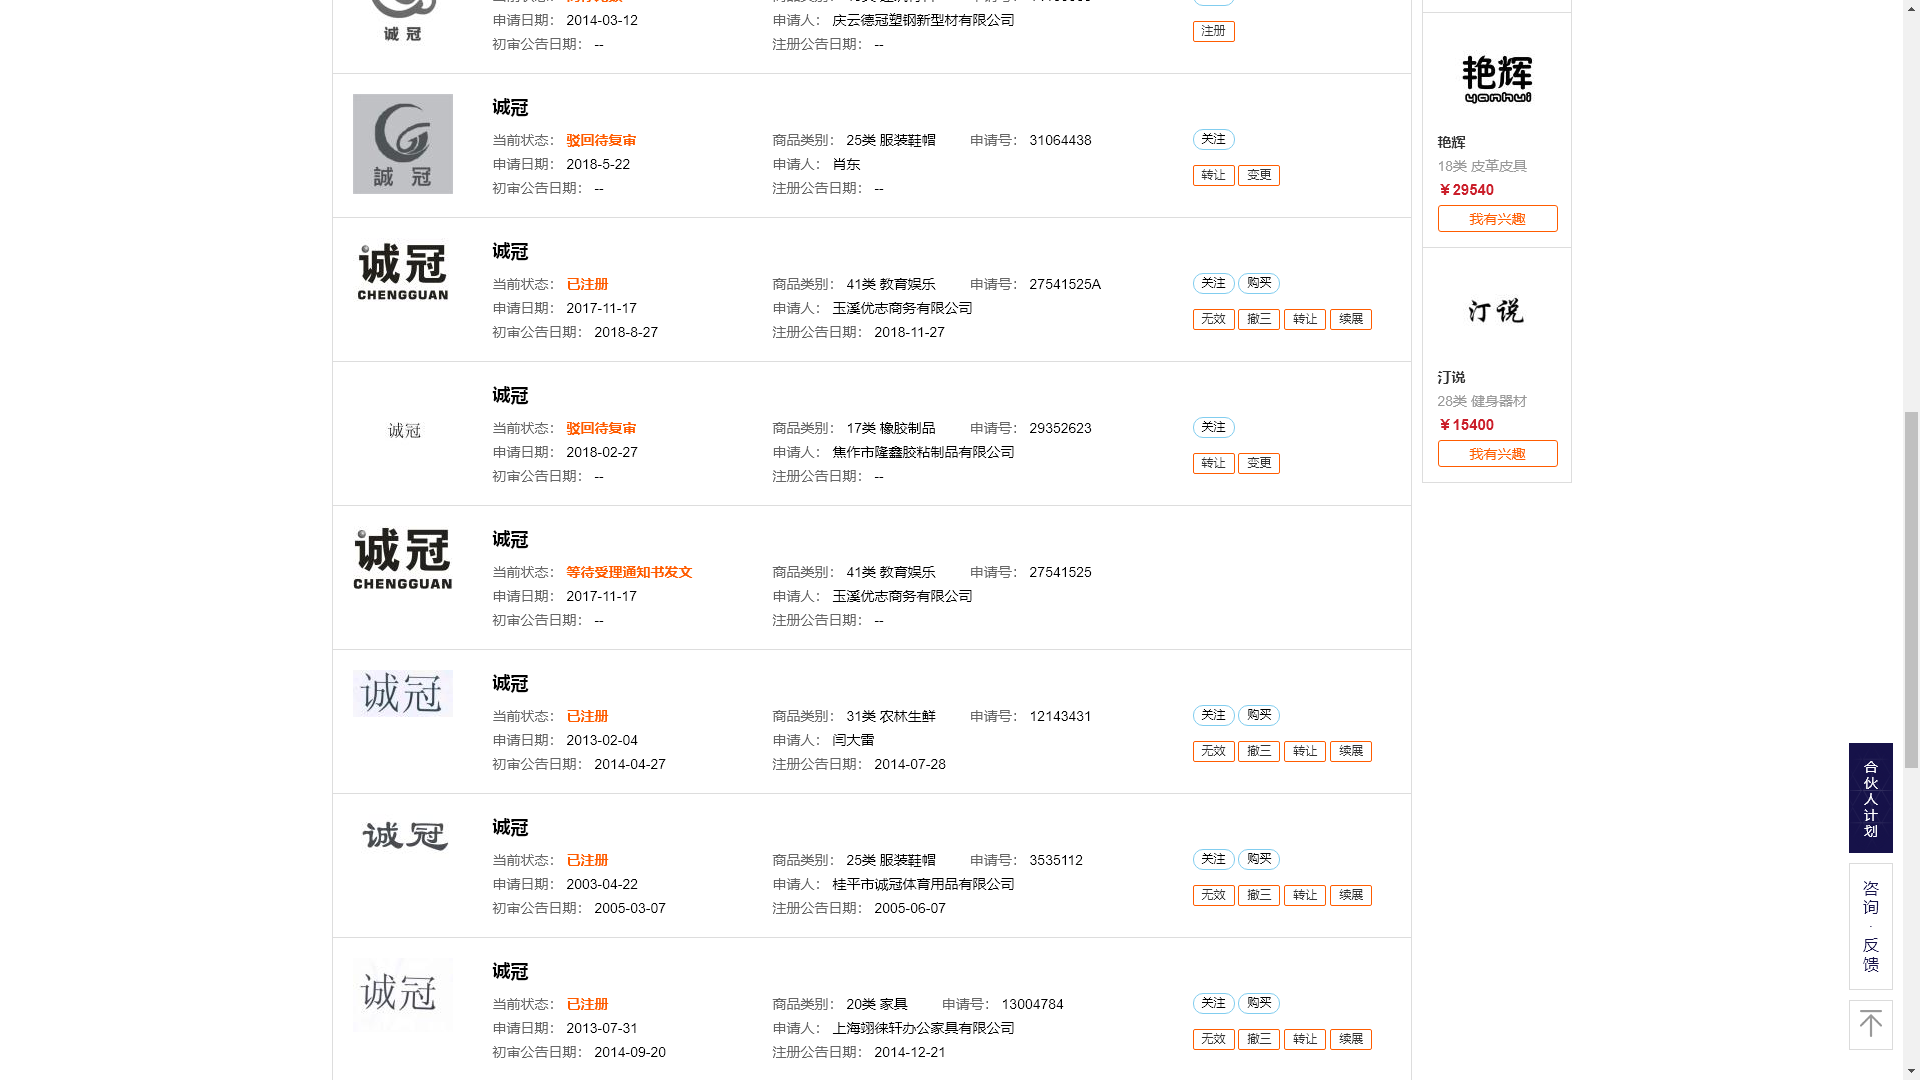 诚冠
申请日期： 2014-03-12 申请人： 庆云德冠塑钢新型材有限公司 注册
初审公告日期： -- 注册公告日期： --
誠 冠
诚冠
当前状态： 驳回待复审 商品类别： 25类 服装鞋帽 申请号： 31064438 关注
申请日期： 2018-5-22 申请人： 肖东 转让 变更
初审公告日期： -- 注册公告日期： --
诚冠
CHENGGUAN
诚冠
当前状态： 已注册 商品类别： 41类 教育娱乐 申请号： 27541525A 关注 购买
申请日期： 2017-11-17 申请人： 玉溪优志商务有限公司 无效 撤三 转让 续展
初审公告日期： 2018-8-27 注册公告日期： 2018-11-27
诚冠
诚冠
当前状态： 驳回待复审 商品类别： 17类 橡胶制品 申请号： 29352623 关注
申请日期： 2018-02-27 申请人： 焦作市隆鑫胶粘制品有限公司 转让 变更
初审公告日期： -- 注册公告日期： --
诚冠
CHENGGUAN
诚冠
当前状态： 等待受理通知书发文 商品类别： 41类 教育娱乐 申请号： 27541525
申请日期： 2017-11-17 申请人： 玉溪优志商务有限公司
初审公告日期： -- 注册公告日期： --
诚冠
诚冠
当前状态： 已注册 商品类别： 31类 农林生鲜 申请号： 12143431 关注 购买
申请日期： 2013-02-04 申请人： 闫大雷 无效 撤三 转让 续展
初审公告日期： 2014-04-27 注册公告日期： 2014-07-28
诚冠
诚冠
当前状态： 已注册 商品类别： 25类 服装鞋帽 申请号： 3535112 关注 购买
申请日期： 2003-04-22 申请人： 桂平市诚冠体育用品有限公司 无效 撤三 转让 续展
初审公告日期： 2005-03-07 注册公告日期： 2005-06-07
诚冠
诚冠
当前状态： 已注册 商品类别： 20类 家具 申请号： 13004784 关注 购买
申请日期： 2013-07-31 申请人： 上海翊徕轩办公家具有限公司 无效 撤三 转让 续展
初审公告日期： 2014-09-20 注册公告日期： 2014-12-21
艳辉
yanhui
艳辉
18类 皮革皮具
￥29540
我有兴趣
汀说
汀说
28类 健身器材
￥15400
我有兴趣
合伙人计划
咨询·反馈